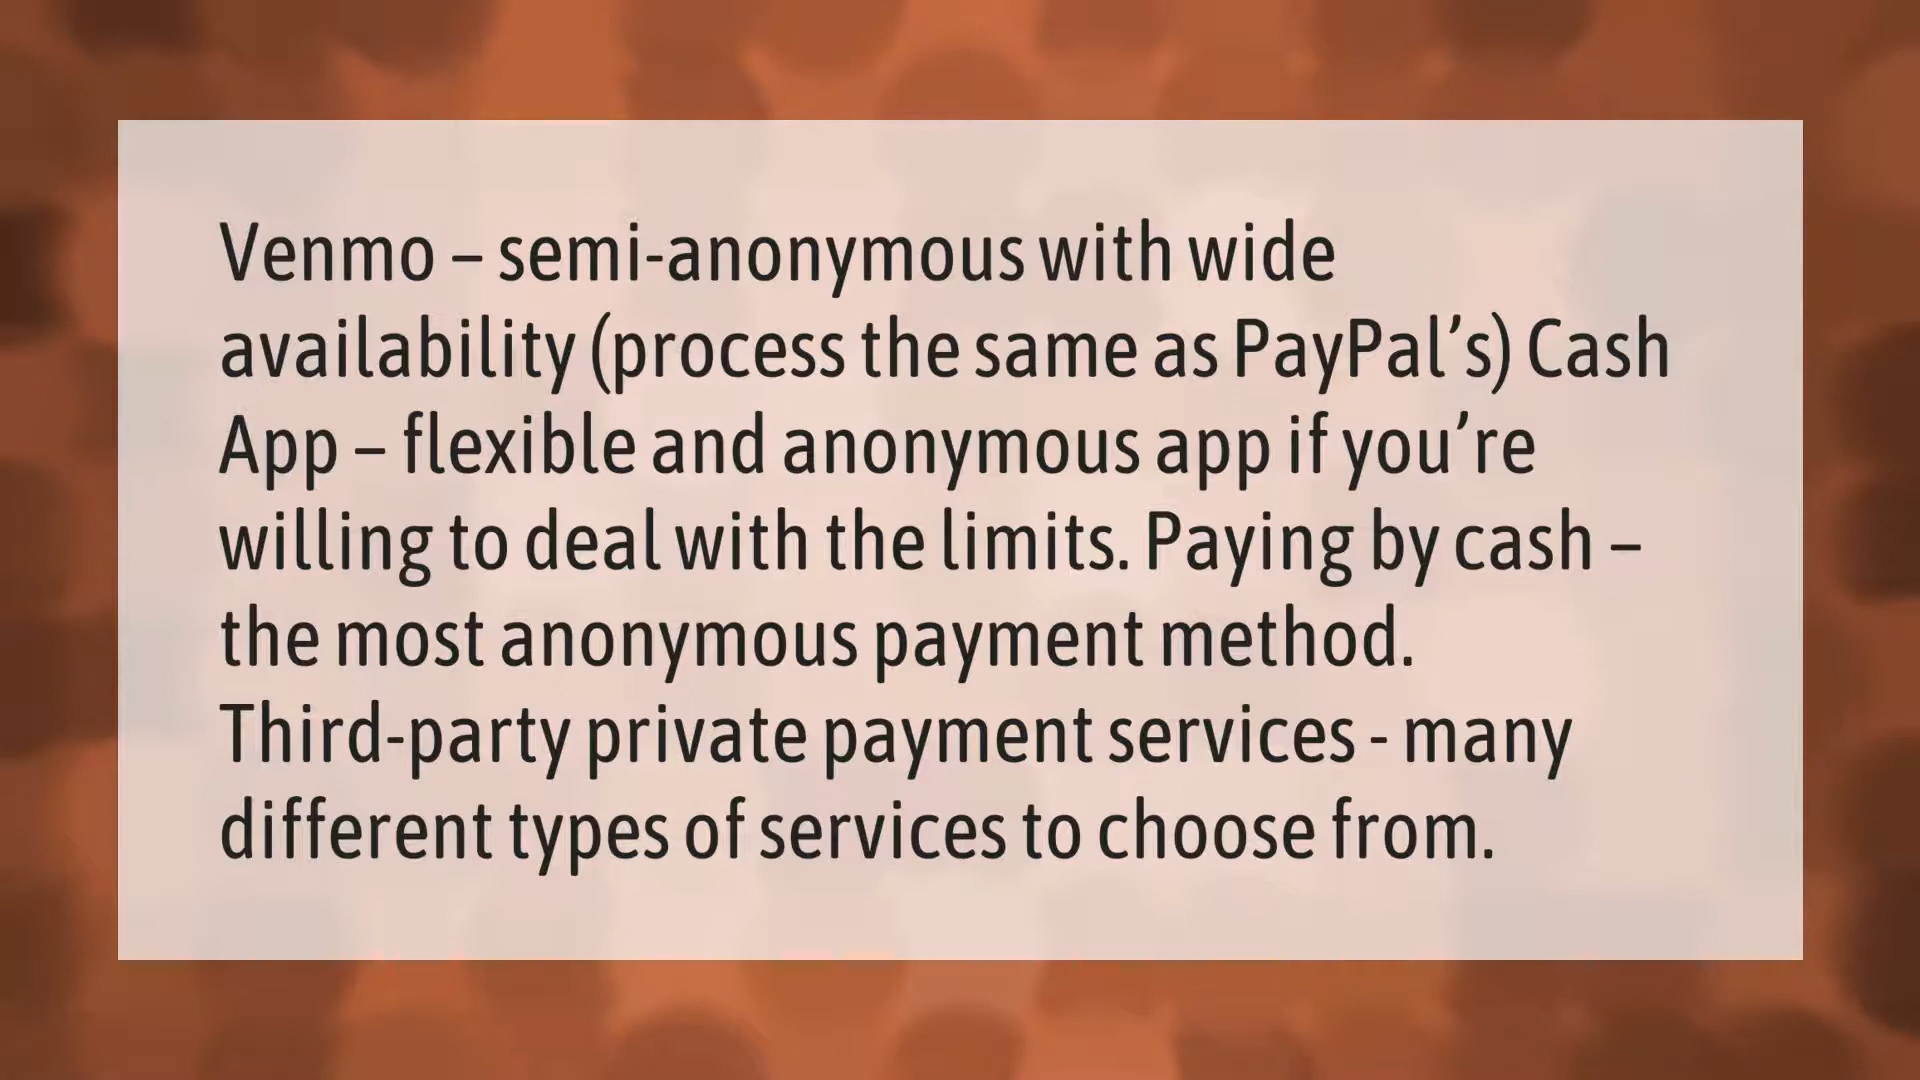 Venmo – semi-anonymous with wide
availability (process the same as PayPal’s) Cash
App – flexible and anonymous app if you’re
willing to deal with the limits. Paying by cash –
the most anonymous payment method.
Third-party private payment services - many
different types of services to choose from.